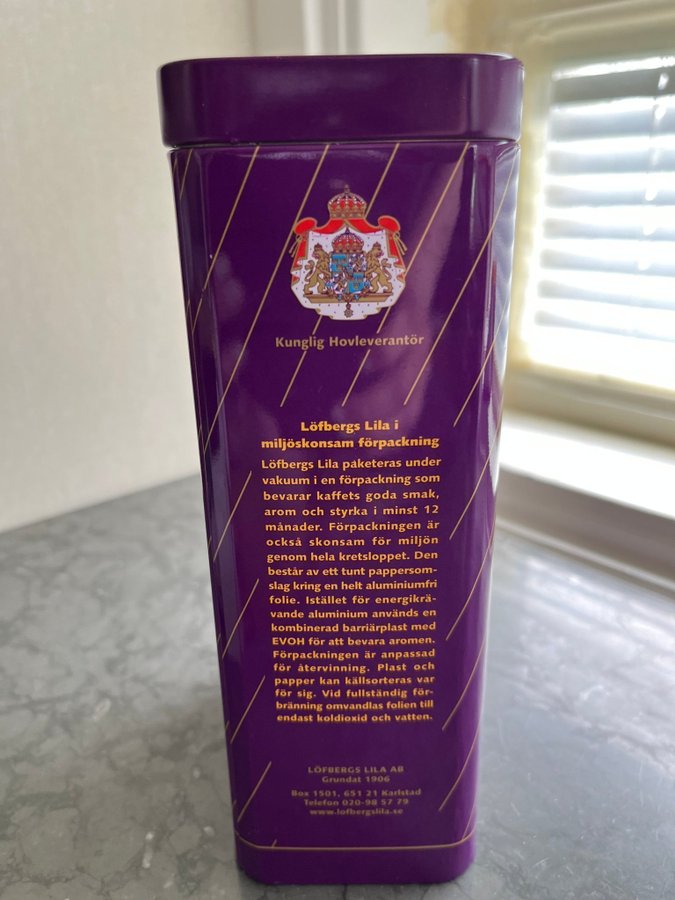 Kunglig Hovleverantör
Löfbergs Lila i
miljöskonsam förpackning
Löfbergs Lila paketeras under
vakuum i en förpackning som
bevarar kaffets goda smak,
arom och styrka i minst 12
månader. Förpackningen är
också skonsam för miljön
genom hela kretsloppet. Den
består av ett tunt pappersom-
slag kring en helt aluminiumfri
folie. Istället för energikrä-
vande aluminium används en
kombinerad barriärplast med
EVOH för att bevara aromen.
Förpackningen är anpassad
för återvinning. Plast och
papper kan källsorteras var
för sig. Vid fullständig för-
bränning omvandlas folien till
endast koldioxid och vatten.
LÖFBERGS LILA AB
Grundat 1906
Box 1501, 651 21 Karlstad
Telefon 020-98 57 79
www.lofbergslila.se